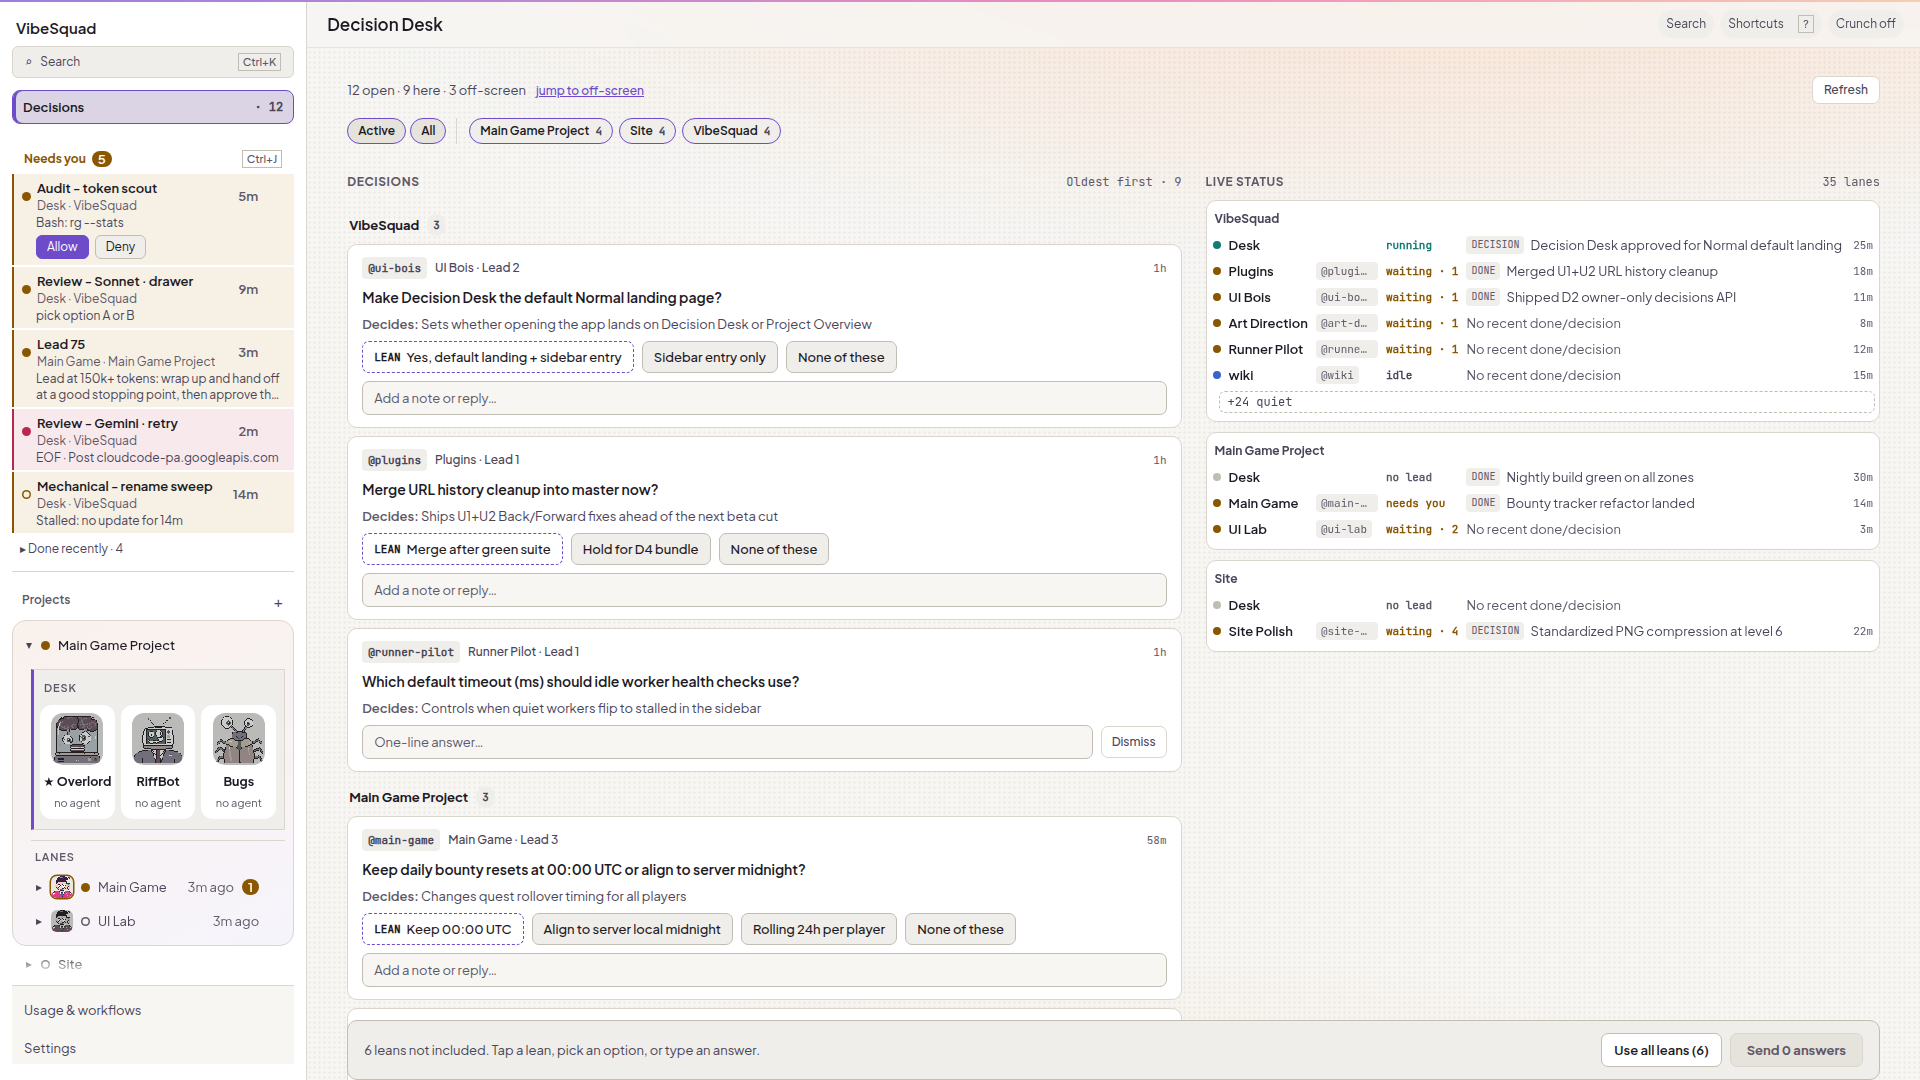 VibeSquad
Search Ctrl+K
Decisions · 12
Needs you 5 Ctrl+J
Audit – token scout 5m
Desk · VibeSquad
Bash: rg --stats
Allow Deny
Review – Sonnet · drawer 9m
Desk · VibeSquad
pick option A or B
Lead 75 3m
Main Game · Main Game Project
Lead at 150k+ tokens: wrap up and hand off
at a good stopping point, then approve th…
Review – Gemini · retry 2m
Desk · VibeSquad
EOF · Post cloudcode-pa.googleapis.com
Mechanical – rename sweep 14m
Desk · VibeSquad
Stalled: no update for 14m
▸ Done recently · 4
Projects +
▾ Main Game Project
DESK
★ Overlord RiffBot Bugs
no agent no agent no agent
LANES
▸ Main Game 3m ago 1
▸ UI Lab 3m ago
▸ Site
Usage & workflows
Settings
Decision Desk Search Shortcuts ? Crunch off
12 open · 9 here · 3 off-screen jump to off-screen Refresh
Active All Main Game Project 4 Site 4 VibeSquad 4
DECISIONS Oldest first · 9
VibeSquad 3
@ui-bois UI Bois · Lead 2 1h
Make Decision Desk the default Normal landing page?
Decides: Sets whether opening the app lands on Decision Desk or Project Overview
LEAN Yes, default landing + sidebar entry Sidebar entry only None of these
Add a note or reply…
@plugins Plugins · Lead 1 1h
Merge URL history cleanup into master now?
Decides: Ships U1+U2 Back/Forward fixes ahead of the next beta cut
LEAN Merge after green suite Hold for D4 bundle None of these
Add a note or reply…
@runner-pilot Runner Pilot · Lead 1 1h
Which default timeout (ms) should idle worker health checks use?
Decides: Controls when quiet workers flip to stalled in the sidebar
One-line answer… Dismiss
Main Game Project 3
@main-game Main Game · Lead 3 58m
Keep daily bounty resets at 00:00 UTC or align to server midnight?
Decides: Changes quest rollover timing for all players
LEAN Keep 00:00 UTC Align to server local midnight Rolling 24h per player None of these
Add a note or reply…
LIVE STATUS 35 lanes
VibeSquad
Desk running DECISION Decision Desk approved for Normal default landing 25m
Plugins @plugi… waiting · 1 DONE Merged U1+U2 URL history cleanup 18m
UI Bois @ui-bo… waiting · 1 DONE Shipped D2 owner-only decisions API 11m
Art Direction @art-d… waiting · 1 No recent done/decision 8m
Runner Pilot @runne… waiting · 1 No recent done/decision 12m
wiki @wiki idle No recent done/decision 15m
+24 quiet
Main Game Project
Desk no lead DONE Nightly build green on all zones 30m
Main Game @main-… needs you DONE Bounty tracker refactor landed 14m
UI Lab @ui-lab waiting · 2 No recent done/decision 3m
Site
Desk no lead No recent done/decision
Site Polish @site-… waiting · 4 DECISION Standardized PNG compression at level 6 22m
6 leans not included. Tap a lean, pick an option, or type an answer. Use all leans (6) Send 0 answers